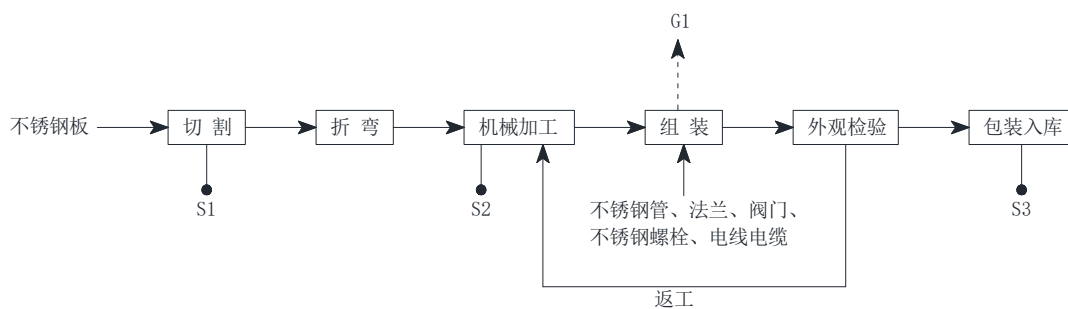 G1
不锈钢板
切 割
折 弯
机械加工
组 装
外观检验
包装入库
S1
S2
不锈钢管、法兰、阀门、
不锈钢螺栓、电线电缆
S3
返工